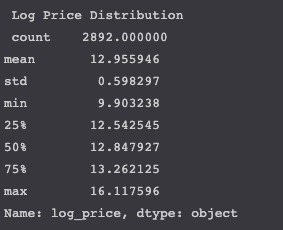 Log Price Distribution
count 2892.000000
mean 12.955946
std 0.598297
min 9.903238
25% 12.542545
50% 12.847927
75% 13.262125
max 16.117596
Name: log_price, dtype: object